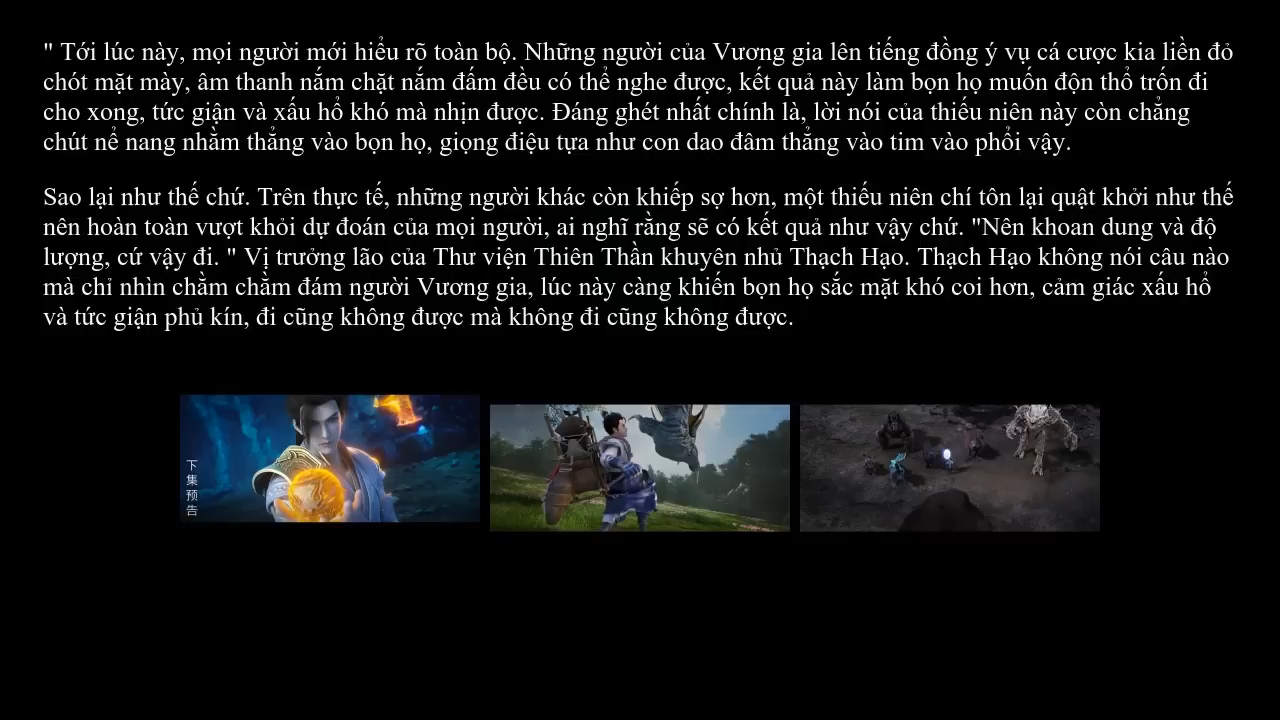 " Tới lúc này, mọi người mới hiểu rõ toàn bộ. Những người của Vương gia lên tiếng đồng ý vụ cá cược kia liền đỏ
chót mặt mày, âm thanh nắm chặt nắm đấm đều có thể nghe được, kết quả này làm bọn họ muốn độn thổ trốn đi
cho xong, tức giận và xấu hổ khó mà nhịn được. Đáng ghét nhất chính là, lời nói của thiếu niên này còn chẳng
chút nể nang nhằm thẳng vào bọn họ, giọng điệu tựa như con dao đâm thẳng vào tim vào phổi vậy.
Sao lại như thế chứ. Trên thực tế, những người khác còn khiếp sợ hơn, một thiếu niên chí tôn lại quật khởi như thế
nên hoàn toàn vượt khỏi dự đoán của mọi người, ai nghĩ rằng sẽ có kết quả như vậy chứ. "Nên khoan dung và độ
lượng, cứ vậy đi. " Vị trưởng lão của Thư viện Thiên Thần khuyên nhủ Thạch Hạo. Thạch Hạo không nói câu nào
mà chỉ nhìn chằm chằm đám người Vương gia, lúc này càng khiến bọn họ sắc mặt khó coi hơn, cảm giác xấu hổ
và tức giận phủ kín, đi cũng không được mà không đi cũng không được.
下集预告